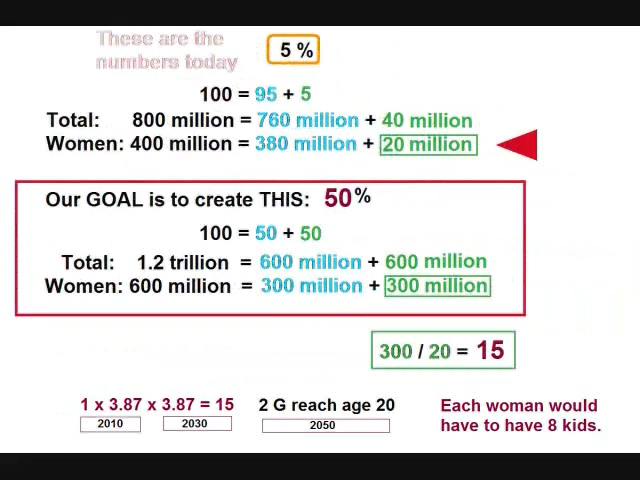 These are the
numbers today
5 %
100 = 95 + 5
Total: 800 million = 760 million + 40 million
Women: 400 million = 380 million + 20 million
Our GOAL is to create THIS: 50%
100 = 50 + 50
Total: 1.2 trillion = 600 million + 600 million
Women: 600 million = 300 million + 300 million
300 / 20 = 15
1 x 3.87 x 3.87 = 15
2 G reach age 20
2010
2030
2050
Each woman would
have to have 8 kids.